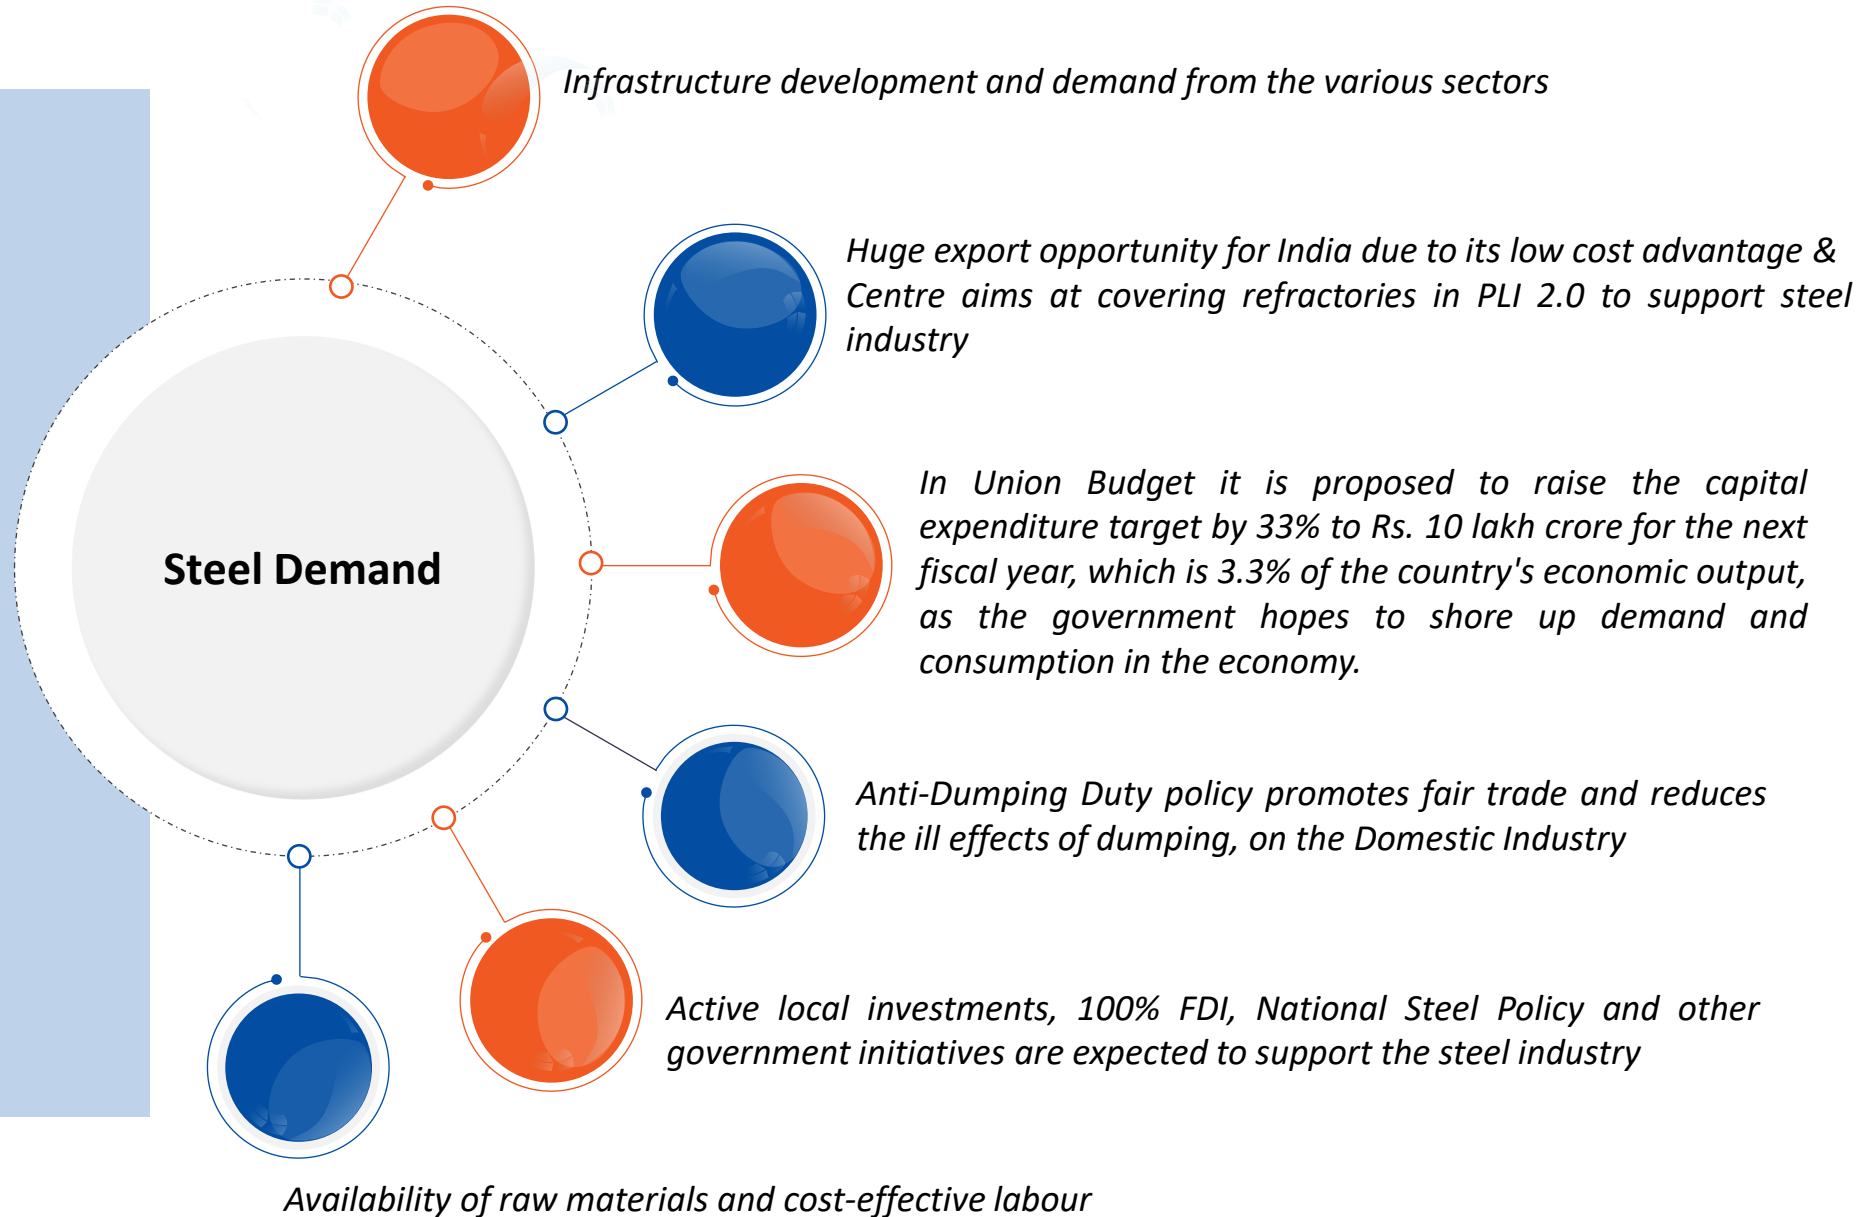 Infrastructure development and demand from the various sectors
Huge export opportunity for India due to its low cost advantage &
Centre aims at covering refractories in PLI 2.0 to support steel
industry
In Union Budget it is proposed to raise the capital
expenditure target by 33% to Rs. 10 lakh crore for the next
fiscal year, which is 3.3% of the country's economic output,
as the government hopes to shore up demand and
consumption in the economy.
Steel Demand
Anti-Dumping Duty policy promotes fair trade and reduces
the ill effects of dumping, on the Domestic Industry
Active local investments, 100% FDI, National Steel Policy and other
government initiatives are expected to support the steel industry
Availability of raw materials and cost-effective labour